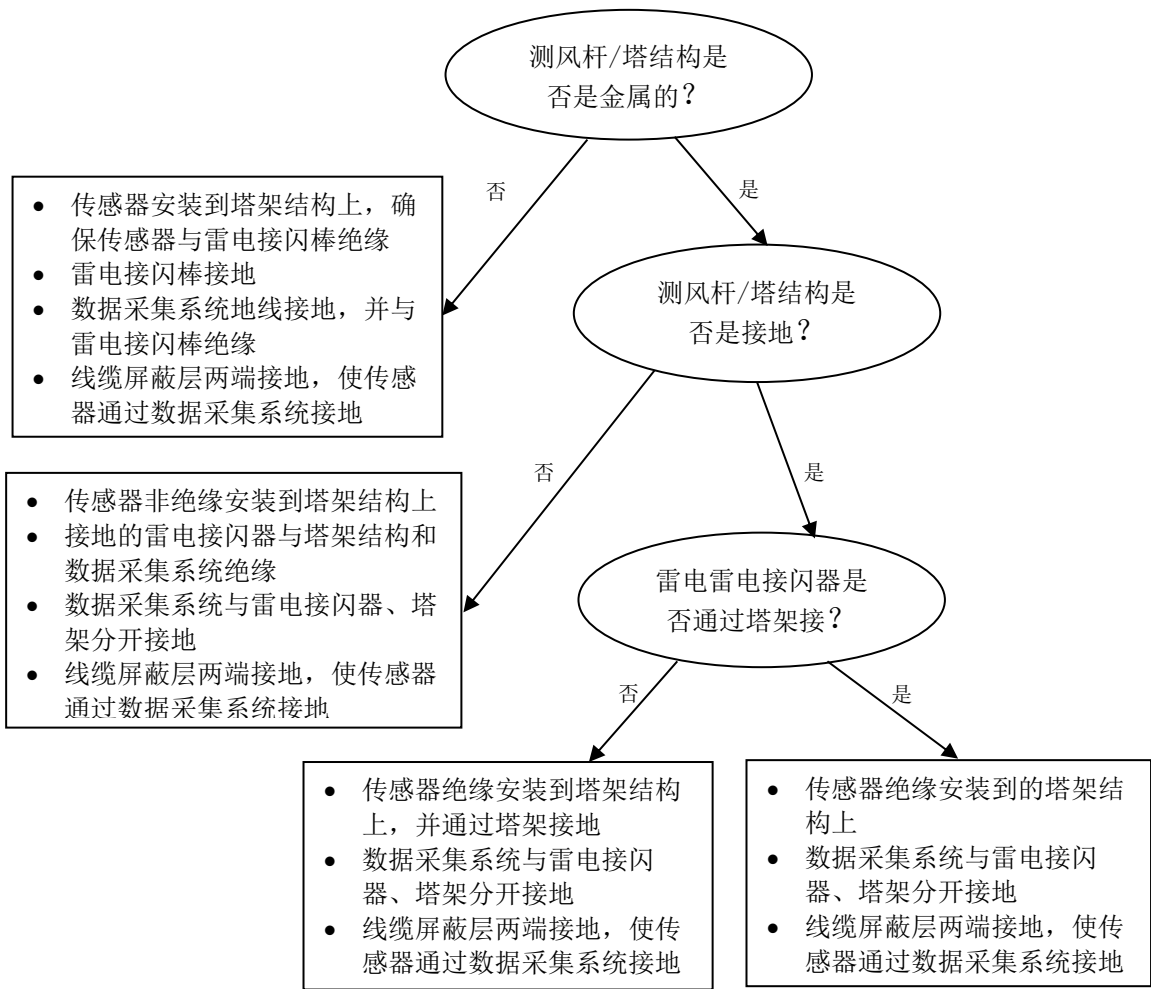 测风杆/塔结构是
否是金属的？
否
是
• 传感器安装到塔架结构上，确
保传感器与雷电接闪棒绝缘
• 雷电接闪棒接地
• 数据采集系统地线接地，并与
雷电接闪棒绝缘
• 线缆屏蔽层两端接地，使传感
器通过数据采集系统接地
测风杆/塔结构是
否是接地？
否
是
• 传感器非绝缘安装到塔架结构上
• 接地的雷电接闪器与塔架结构和
数据采集系统绝缘
• 数据采集系统与雷电接闪器、塔
架分开接地
• 线缆屏蔽层两端接地，使传感器
通过数据采集系统接地
雷电雷电接闪器是
否通过塔架接？
否
是
• 传感器绝缘安装到塔架结构
上，并通过塔架接地
• 数据采集系统与雷电接闪
器、塔架分开接地
• 线缆屏蔽层两端接地，使传
感器通过数据采集系统接地
• 传感器绝缘安装到的塔架结
构上
• 数据采集系统与雷电接闪
器、塔架分开接地
• 线缆屏蔽层两端接地，使传
感器通过数据采集系统接地